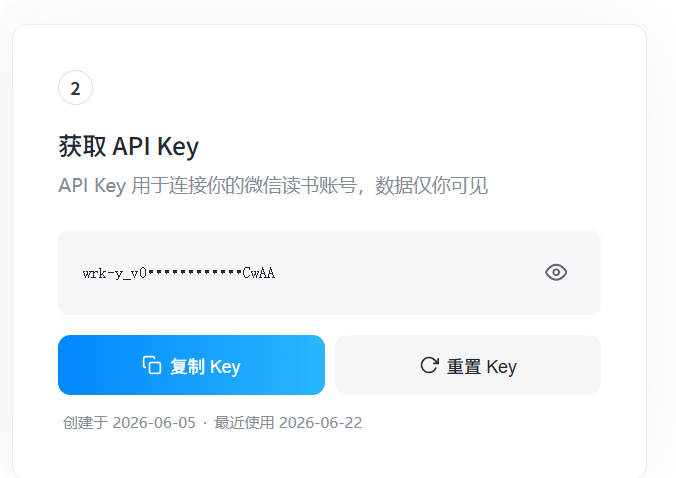 2
获取 API Key
API Key 用于连接你的微信读书账号，数据仅你可见
wrk-y_v0••••••••••••CwAA
复制 Key
重置 Key
创建于 2026-06-05 · 最近使用 2026-06-22